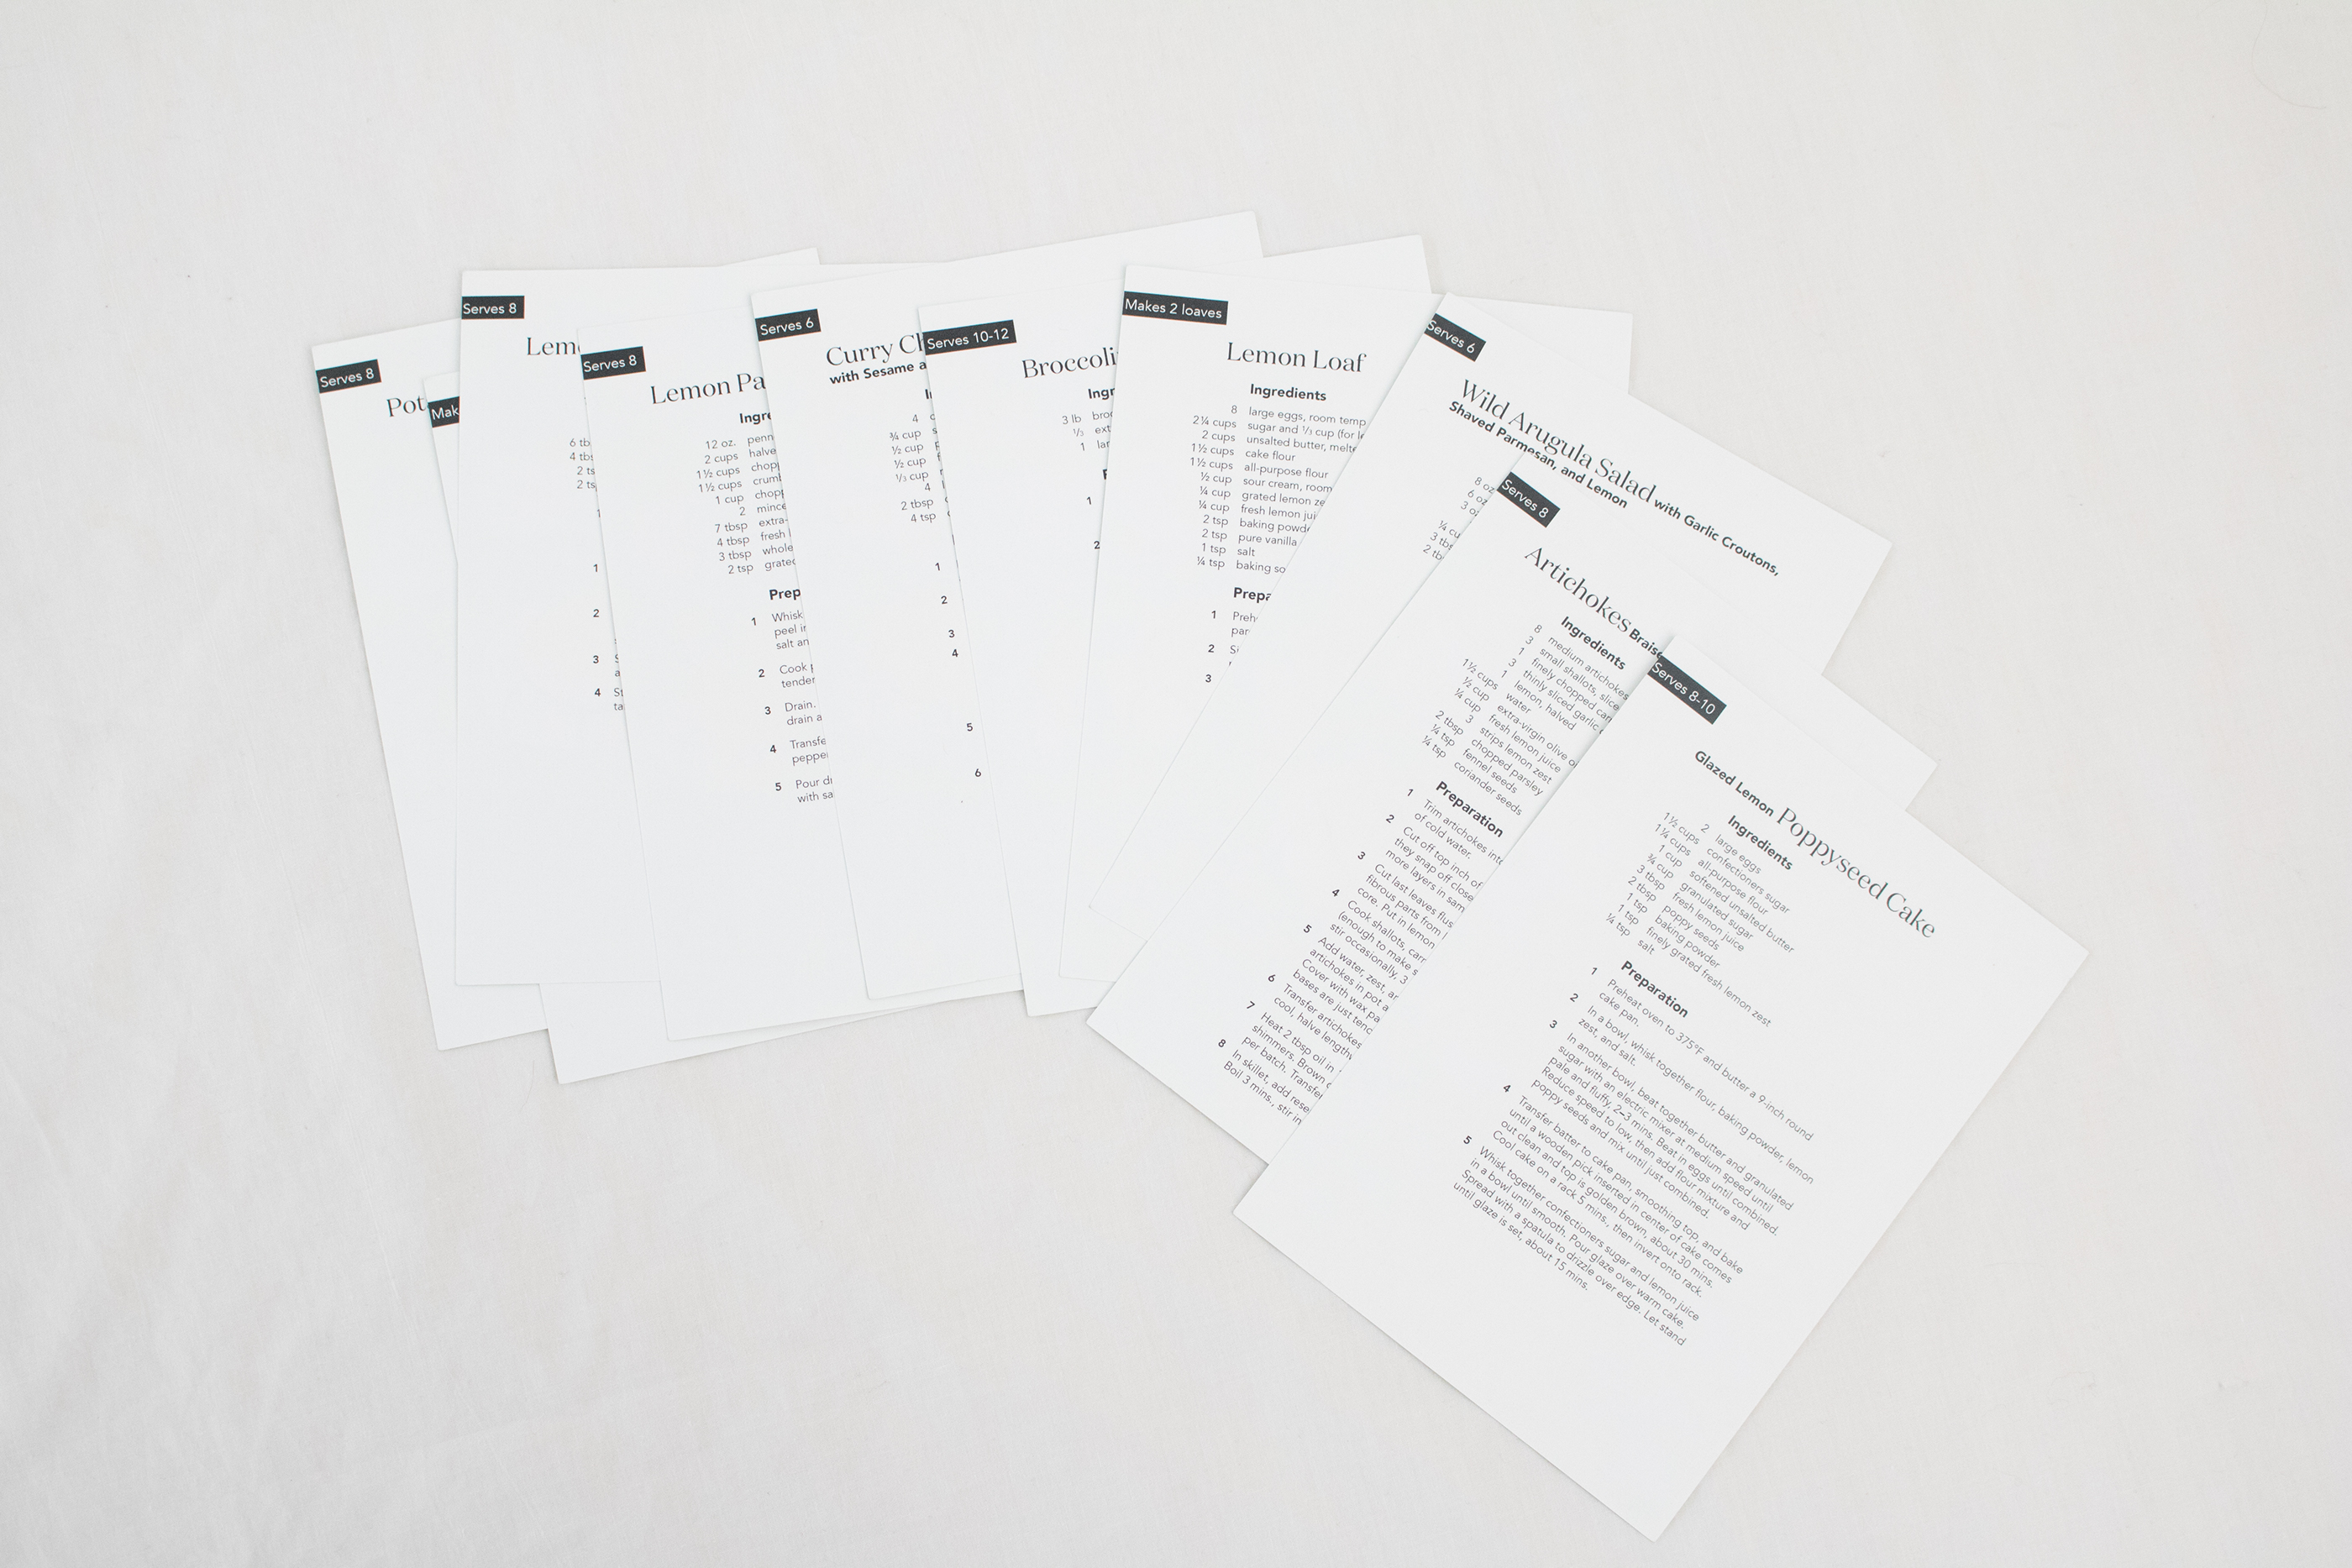 Serves 8
Pot
Mak
Serves 8
Lem
6 tb
4 tbs
2 ts
2 ts
1
2
3 S
a
4 St
ta
Serves 8
Lemon Pa
Ingre
12 oz. penn
2 cups halve
1½ cups chop
1½ cups crum
1 cup chop
2 mince
7 tbsp extra-
4 tbsp fresh l
3 tbsp whole
2 tsp grated
Prep
1 Whisk
peel in
salt an
2 Cook
tender
3 Drain.
drain a
4 Transfe
peppe
5 Pour dr
with sa
Serves 6
Curry Ch
with Sesame a
I
4
¾ cup
½ cup
½ cup
⅓ cup
4
2 tbsp
4 tsp
1
2
3
4
5
6
Serves 10-12
Broccoli
Ingr
3 lb broc
⅓ ext
1 lar
P
1
2
Makes 2 loaves
Lemon Loaf
Ingredients
8 large eggs, room temp
2¼ cups sugar and ⅓ cup (for
2 cups unsalted butter, melte
1½ cups cake flour
1½ cups all-purpose flour
½ cup sour cream, room
¼ cup grated lemon ze
¼ cup fresh lemon jui
2 tsp baking powde
2 tsp pure vanilla
1 tsp salt
¼ tsp baking so
Prepa
1 Preh
par
2 Si
3
Serves 6
Wild Arugula Salad with Garlic Croutons,
Shaved Parmesan, and Lemon
8 oz
6 oz
3 oz
¼ cu
3 tbs
2 tb
Serves 8
Artichokes Braise
Ingredients
8 medium artichokes
3 small shallots, slice
1 finely chopped car
3 thinly sliced garlic
1 lemon, halved
1½ cups water
½ cup extra-virgin olive o
¼ cup fresh lemon juice
3 strips lemon zest
2 tbsp chopped parsley
¼ tsp fennel seeds
¼ tsp coriander seeds
Preparation
1 Trim artichokes into
of cold water.
2 Cut off top inch of
they snap off close
more layers in sam
3 Cut last leaves flus
fibrous parts from
core. Put in lemon
4 Cook shallots, carr
(enough to make s
stir occasionally, 3
5 Add water, zest, ar
artichokes in pot a
Cover with wax pa
bases are just tend
6 Transfer artichokes
cool, halve length
7 Heat 2 tbsp oil in
shimmers. Brown
per batch. Transfer
8 In skillet, add rese
Boil 3 mins., stir in
Serves 8-10
Glazed Lemon Poppyseed Cake
Ingredients
2 large eggs
1½ cups confectioners sugar
1¼ cups all-purpose flour
1 cup softened unsalted butter
¾ cup granulated sugar
3 tbsp fresh lemon juice
2 tbsp poppy seeds
1 tsp baking powder
1 tsp finely grated fresh lemon zest
¼ tsp salt
Preparation
1 Preheat oven to 375°F and butter a 9-inch round
cake pan.
2 In a bowl, whisk together flour, baking powder, lemon
zest, and salt.
3 In another bowl, beat together butter and granulated
sugar with an electric mixer at medium speed until
pale and fluffy, 2–3 mins. Beat in eggs until combined.
Reduce speed to low, then add flour mixture and
poppy seeds and mix until just combined.
4 Transfer batter to cake pan, smoothing top, and bake
until a wooden pick inserted in center of cake comes
out clean and top is golden brown, about 30 mins.
Cool cake on a rack 5 mins., then invert onto rack.
5 Whisk together confectioners sugar and lemon juice
in a bowl until smooth. Pour glaze over warm cake.
Spread with a spatula to drizzle over edge. Let stand
until glaze is set, about 15 mins.